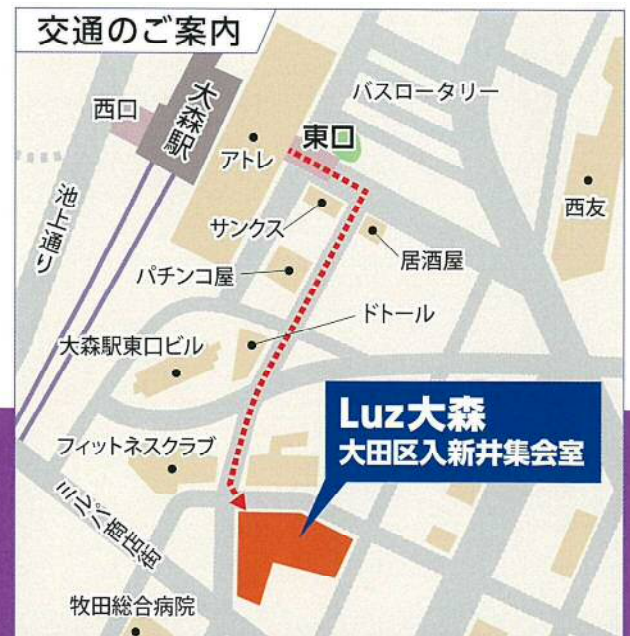 交通のご案内
バスロータリー
西口
大森駅
東口
アトレ
池上通り
西友
サンクス
居酒屋
パチンコ屋
ドトール
大森駅東口ビル
Luz大森
大田区入新井集会室
フィットネスクラブ
ミルパ商店街
牧田総合病院